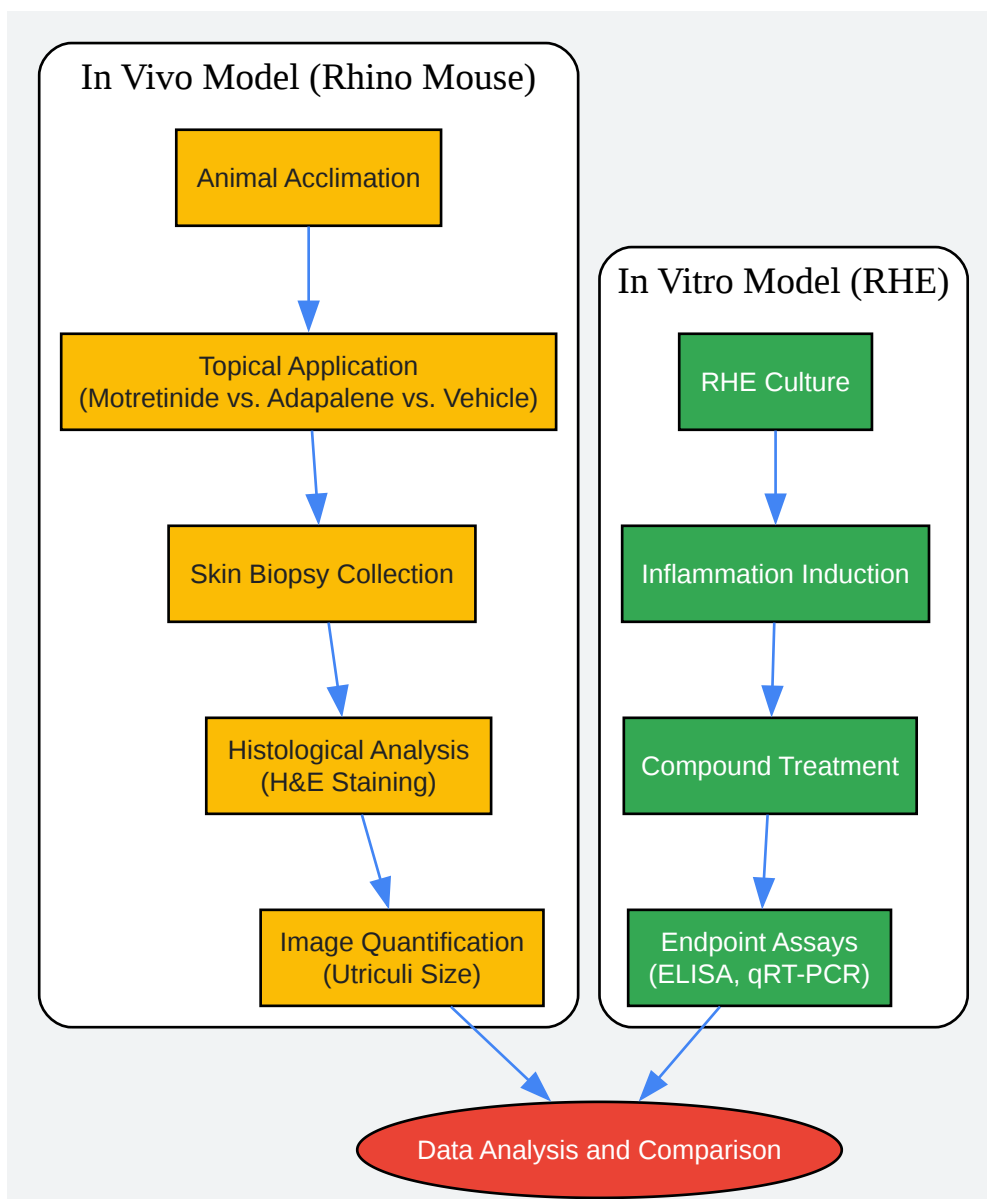 In Vivo Model (Rhino Mouse)
Animal Acclimation
Topical Application
(Motretinide vs. Adapalene vs. Vehicle)
Skin Biopsy Collection
Histological Analysis
(H&E Staining)
Image Quantification
(Utriculi Size)
In Vitro Model (RHE)
RHE Culture
Inflammation Induction
Compound Treatment
Endpoint Assays
(ELISA, qRT-PCR)
Data Analysis and Comparison